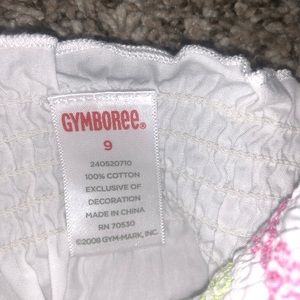 GYMBOREE®
9
240520710
100% COTTON
EXCLUSIVE OF
DECORATION
MADE IN CHINA
RN 70530
©2008 GYM-MARK, INC.